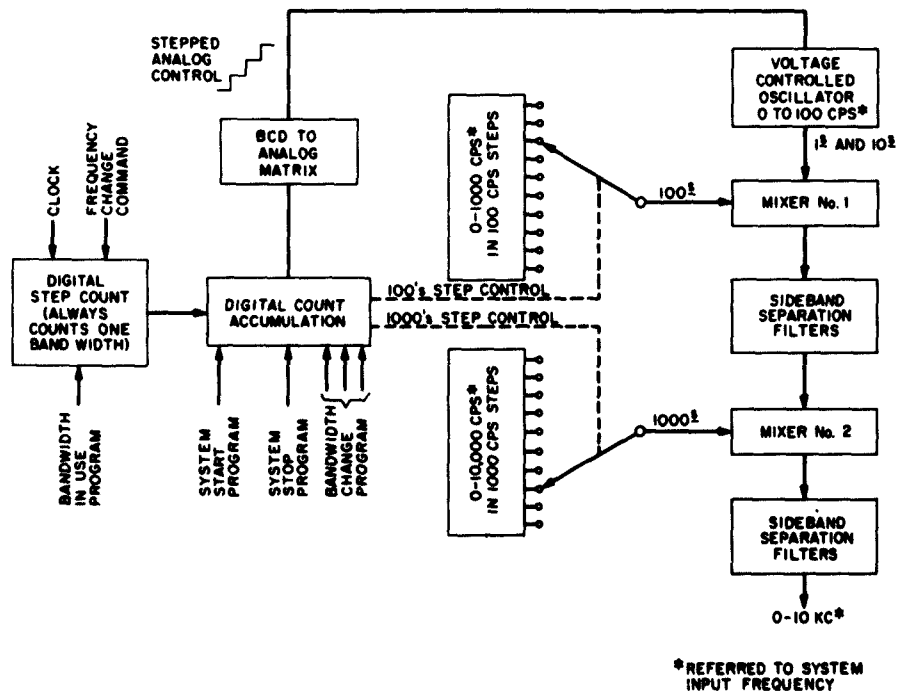 STEPPED
ANALOG
CONTROL
VOLTAGE
CONTROLLED
OSCILLATOR
0 TO 100 CPS*
1s AND 10s
BCD TO
ANALOG
MATRIX
0-1000 CPS*
IN 100 CPS STEPS
100s
MIXER No. 1
CLOCK
FREQUENCY
CHANGE
COMMAND
DIGITAL
STEP COUNT
(ALWAYS
COUNTS ONE
BAND WIDTH)
DIGITAL COUNT
ACCUMULATION
100's STEP CONTROL
1000's STEP CONTROL
SIDEBAND
SEPARATION
FILTERS
BANDWIDTH
IN USE
PROGRAM
SYSTEM
START
PROGRAM
SYSTEM
STOP
PROGRAM
BANDWIDTH
CHANGE
PROGRAM
0-10,000 CPS*
IN 1000 CPS STEPS
1000s
MIXER No. 2
SIDEBAND
SEPARATION
FILTERS
0-10 KC*
*REFERRED TO SYSTEM
INPUT FREQUENCY